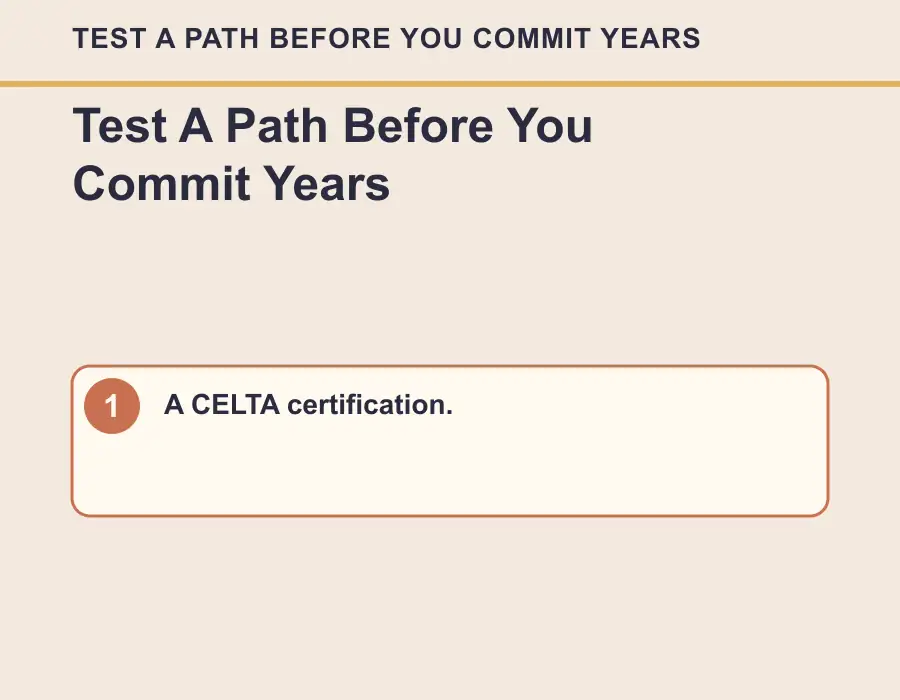 TEST A PATH BEFORE YOU COMMIT YEARS
Test A Path Before You
Commit Years
1 A CELTA certification.